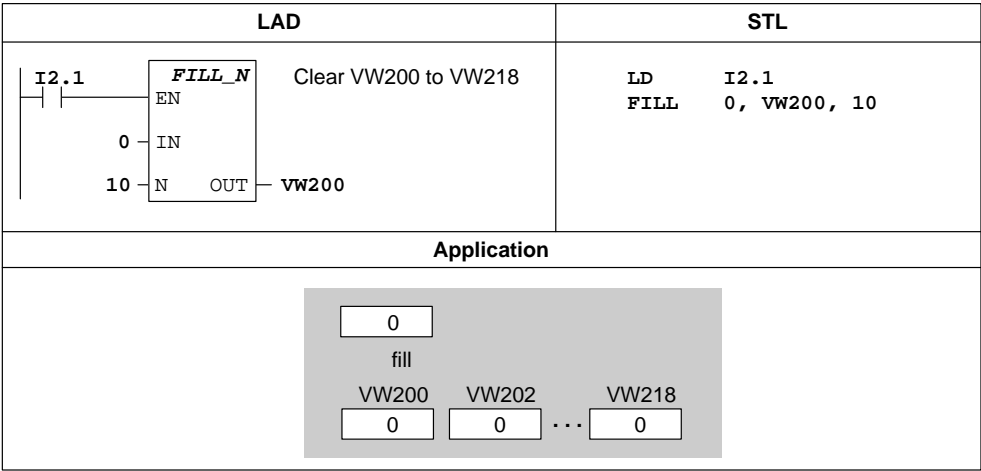 LAD
STL
I2.1
FILL_N
Clear VW200 to VW218
EN
0
IN
10
N
OUT
VW200
LD I2.1
FILL 0, VW200, 10
Application
0
fill
VW200 VW202 VW218
0 0 ... 0